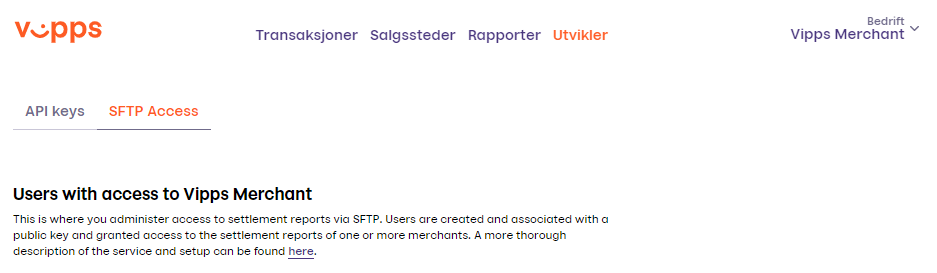 vipps
Transaksjoner Salgssteder Rapporter Utvikler
Bedrift
Vipps Merchant
API keys SFTP Access
Users with access to Vipps Merchant
This is where you administer access to settlement reports via SFTP. Users are created and associated with a
public key and granted access to the settlement reports of one or more merchants. A more thorough
description of the service and setup can be found here.